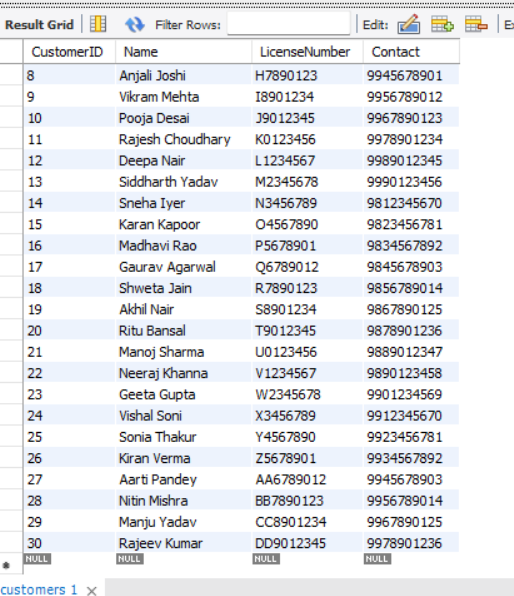 Result Grid Filter Rows: Edit: Ex
CustomerID Name LicenseNumber Contact
8 Anjali Joshi H7890123 9945678901
9 Vikram Mehta I8901234 9956789012
10 Pooja Desai J9012345 9967890123
11 Rajesh Choudhary K0123456 9978901234
12 Deepa Nair L1234567 9989012345
13 Siddharth Yadav M2345678 9990123456
14 Sneha Iyer N3456789 9812345670
15 Karan Kapoor O4567890 9823456781
16 Madhavi Rao P5678901 9834567892
17 Gaurav Agarwal Q6789012 9845678903
18 Shweta Jain R7890123 9856789014
19 Akhil Nair S8901234 9867890125
20 Ritu Bansal T9012345 9878901236
21 Manoj Sharma U0123456 9889012347
22 Neeraj Khanna V1234567 9890123458
23 Geeta Gupta W2345678 9901234569
24 Vishal Soni X3456789 9912345670
25 Sonia Thakur Y4567890 9923456781
26 Kiran Verma Z5678901 9934567892
27 Aarti Pandey AA6789012 9945678903
28 Nitin Mishra BB7890123 9956789014
29 Manju Yadav CC8901234 9967890125
30 Rajeev Kumar DD9012345 9978901236
NULL NULL NULL NULL
customers 1